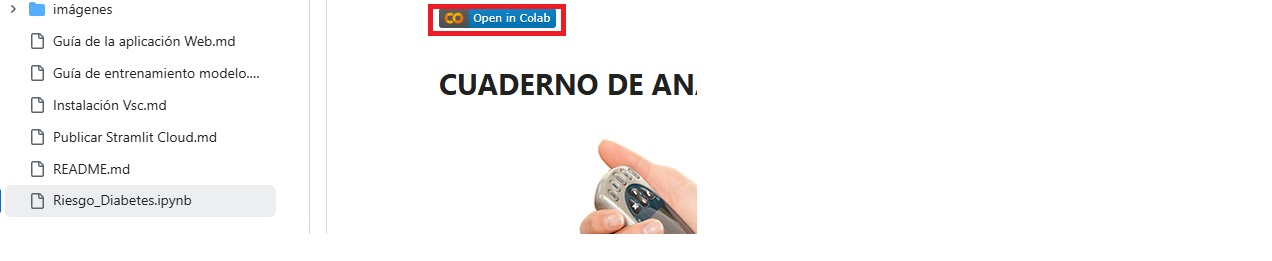 imágenes
Guía de la aplicación Web.md
Guía de entrenamiento modelo....
Instalación Vsc.md
Publicar Stramlit Cloud.md
README.md
Riesgo_Diabetes.ipynb
Open in Colab
CUADERNO DE ANA